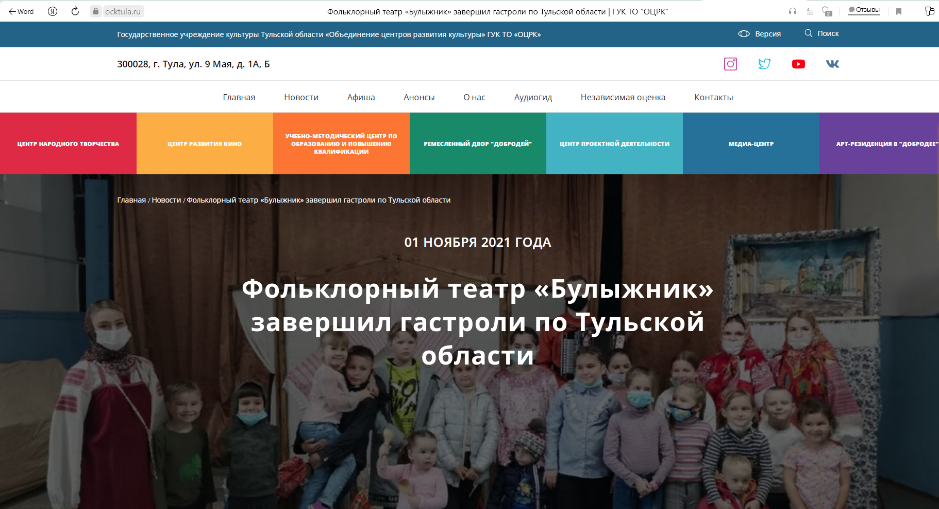 Word
ocktula.ru
Фольклорный театр «Булыжник» завершил гастроли по Тульской области | ГУК ТО "ОЦРК"
Отзывы
Государственное учреждение культуры Тульской области «Объединение центров развития культуры» ГУК ТО «ОЦРК»
Версия
Поиск
300028, г. Тула, ул. 9 Мая, д. 1А, Б
Главная
Новости
Афиша
Анонсы
О нас
Аудиогид
Независимая оценка
Контакты
ЦЕНТР НАРОДНОГО ТВОРЧЕСТВА
ЦЕНТР РАЗВИТИЯ КИНО
УЧЕБНО-МЕТОДИЧЕСКИЙ ЦЕНТР ПО
ОБРАЗОВАНИЮ И ПОВЫШЕНИЮ
КВАЛИФИКАЦИИ
РЕМЕСЛЕННЫЙ ДВОР "ДОБРОДЕЙ"
ЦЕНТР ПРОЕКТНОЙ ДЕЯТЕЛЬНОСТИ
МЕДИА-ЦЕНТР
АРТ-РЕЗИДЕНЦИЯ В "ДОБРОДЕЕ"
Главная / Новости / Фольклорный театр «Булыжник» завершил гастроли по Тульской области
01 НОЯБРЯ 2021 ГОДА
Фольклорный театр «Булыжник»
завершил гастроли по Тульской
области